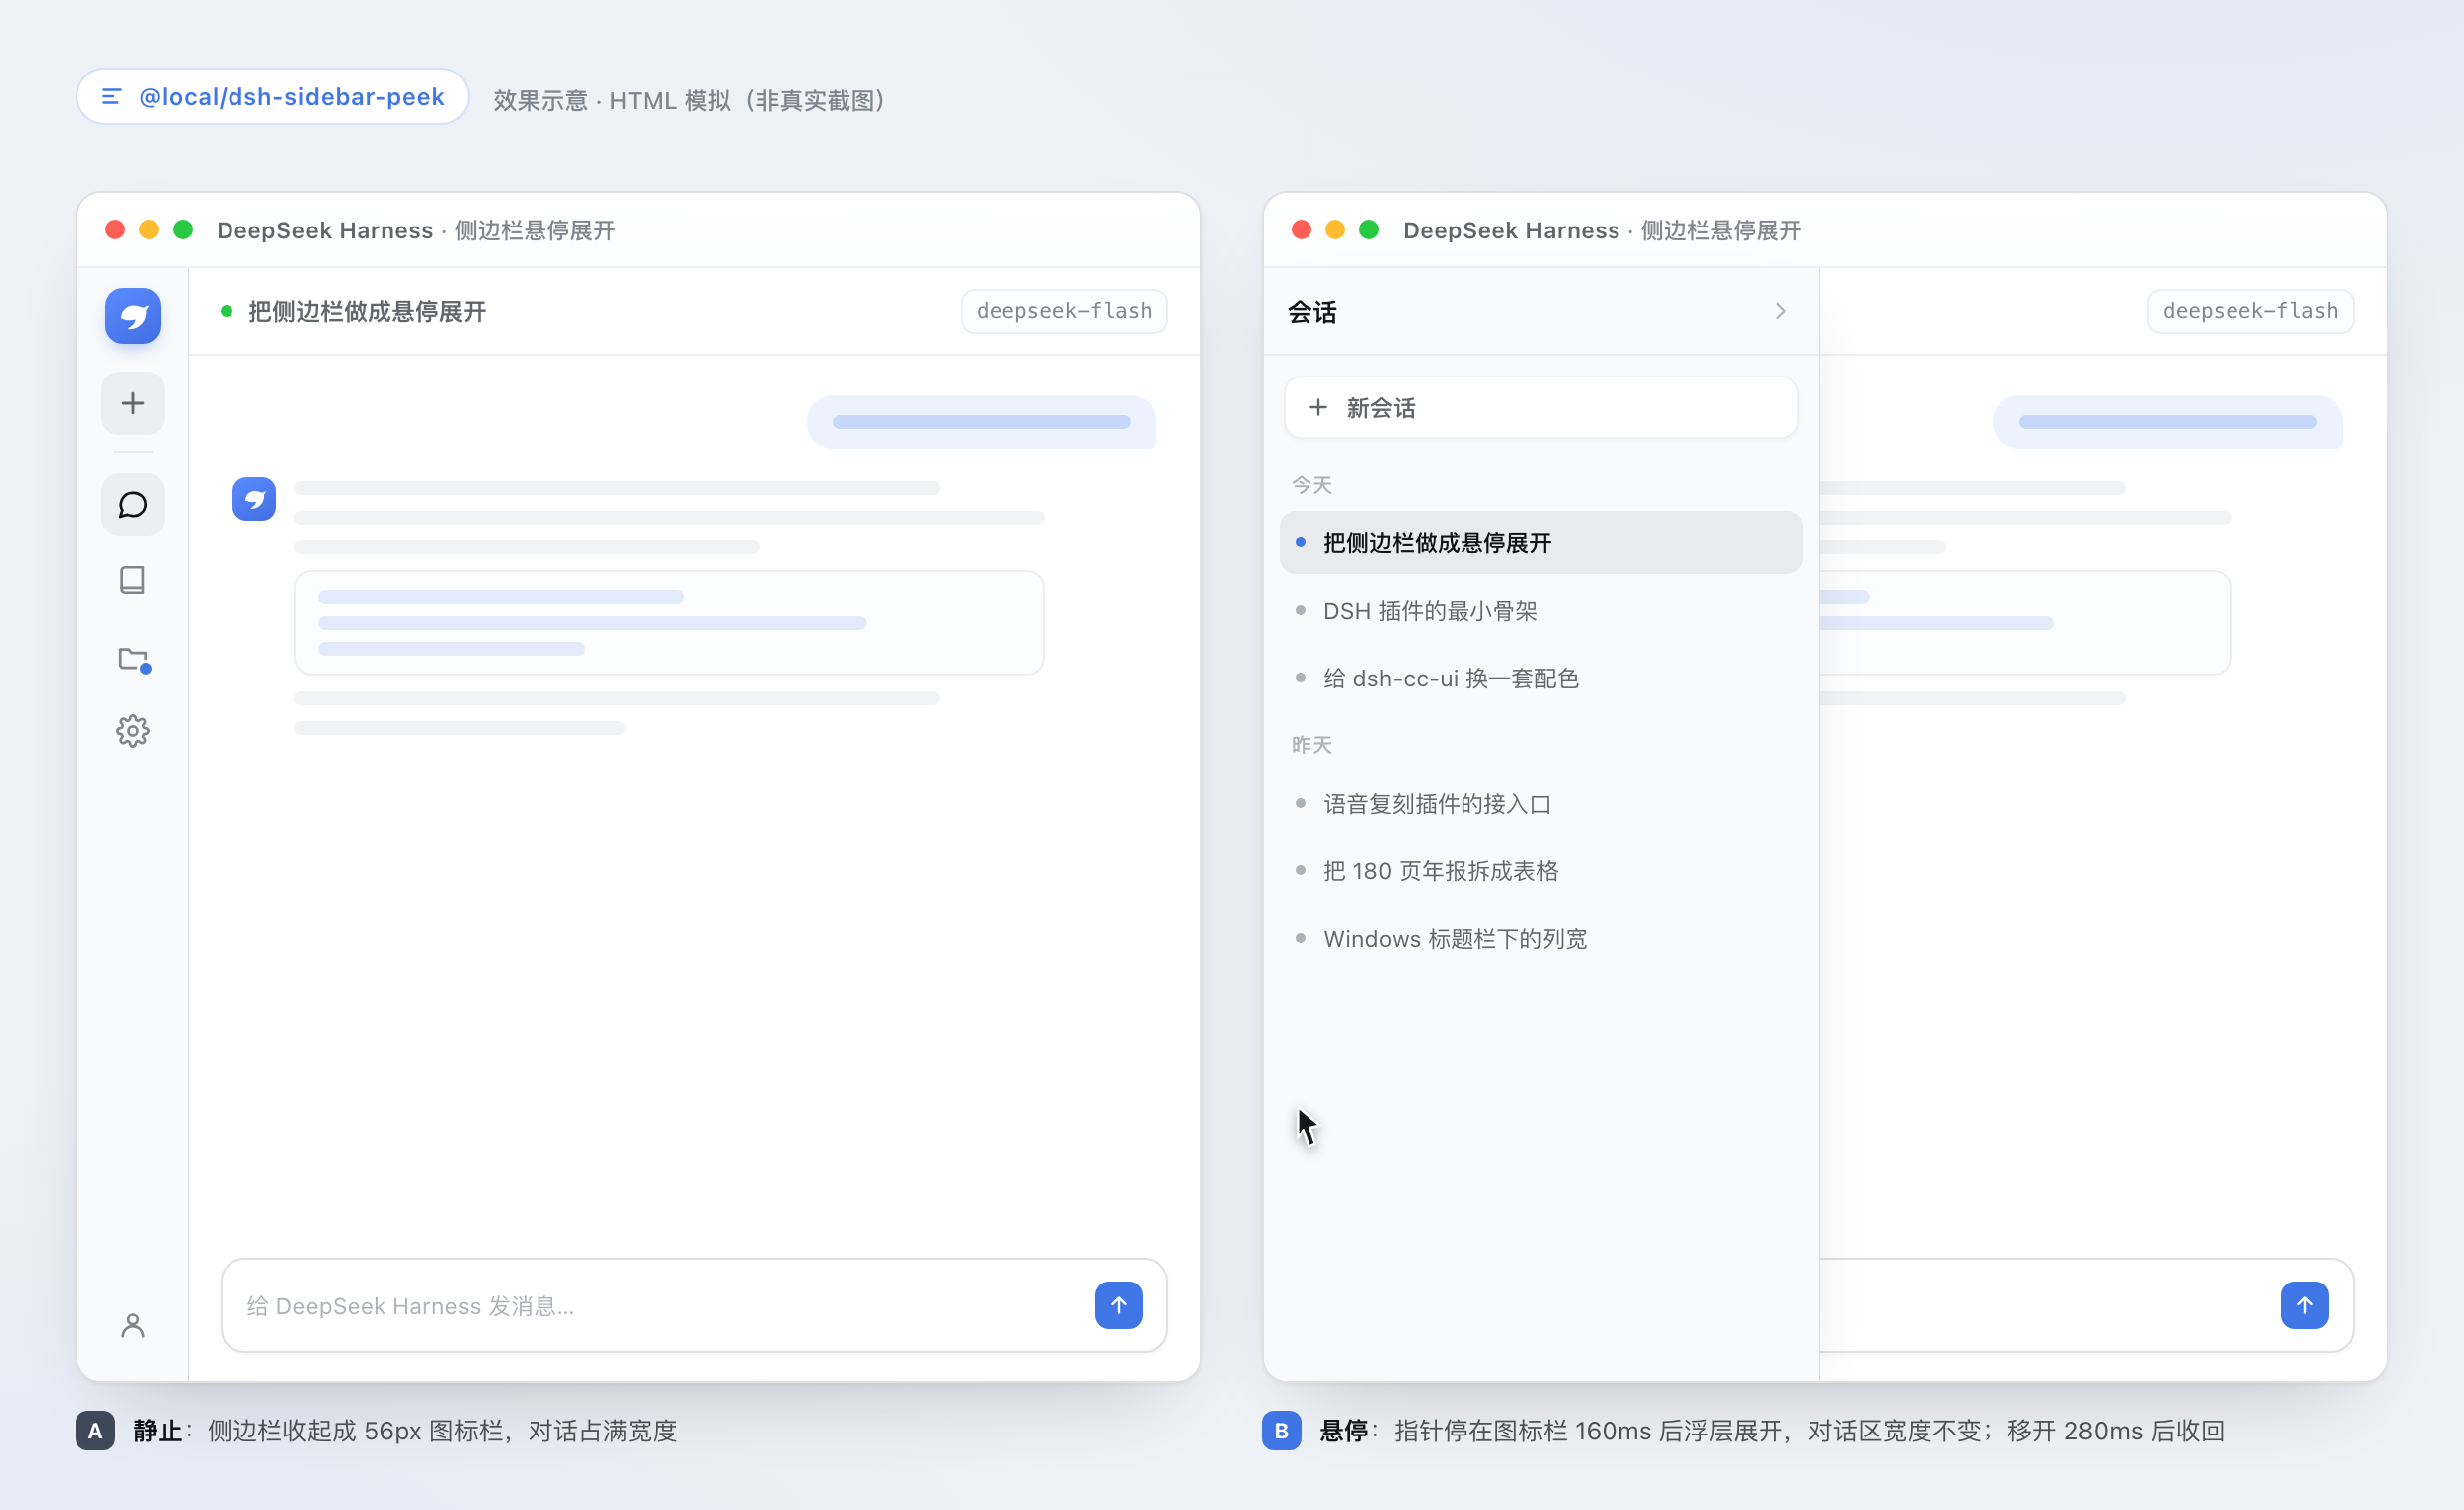 @local/dsh-sidebar-peek
效果示意 · HTML 模拟（非真实截图）
DeepSeek Harness · 侧边栏悬停展开
把侧边栏做成悬停展开
deepseek-flash
给 DeepSeek Harness 发消息...
A 静止：侧边栏收起成 56px 图标栏，对话占满宽度
DeepSeek Harness · 侧边栏悬停展开
会话
deepseek-flash
新会话
今天
把侧边栏做成悬停展开
DSH 插件的最小骨架
给 dsh-cc-ui 换一套配色
昨天
语音复刻插件的接入口
把 180 页年报拆成表格
Windows 标题栏下的列宽
B 悬停：指针停在图标栏 160ms 后浮层展开，对话区宽度不变；移开 280ms 后收回